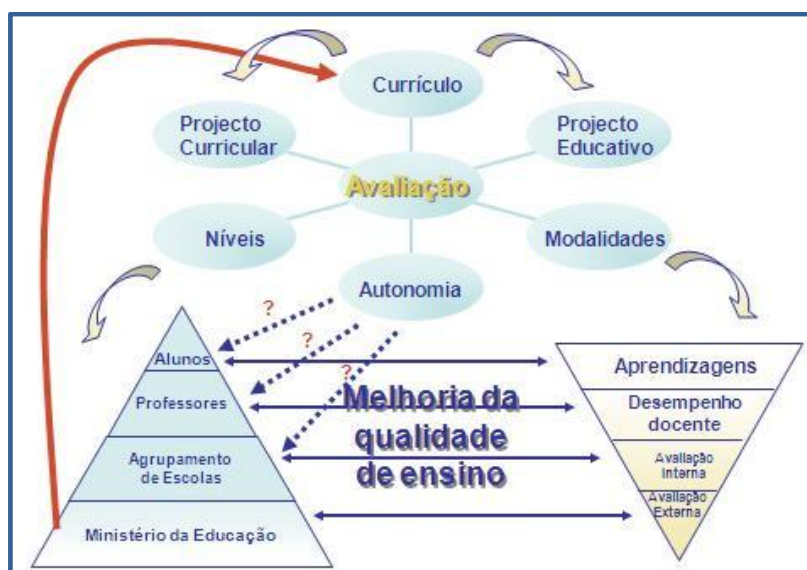 Currículo
Projecto
Curricular
Projecto
Educativo
Avaliação
Níveis
Modalidades
Autonomia
?
?
?
Alunos
Professores
Agrupamento
de Escolas
Ministério da Educação
Melhoria da
qualidade
de ensino
Aprendizagens
Desempenho
docente
Avaliação
Interna
Avaliação
Externa